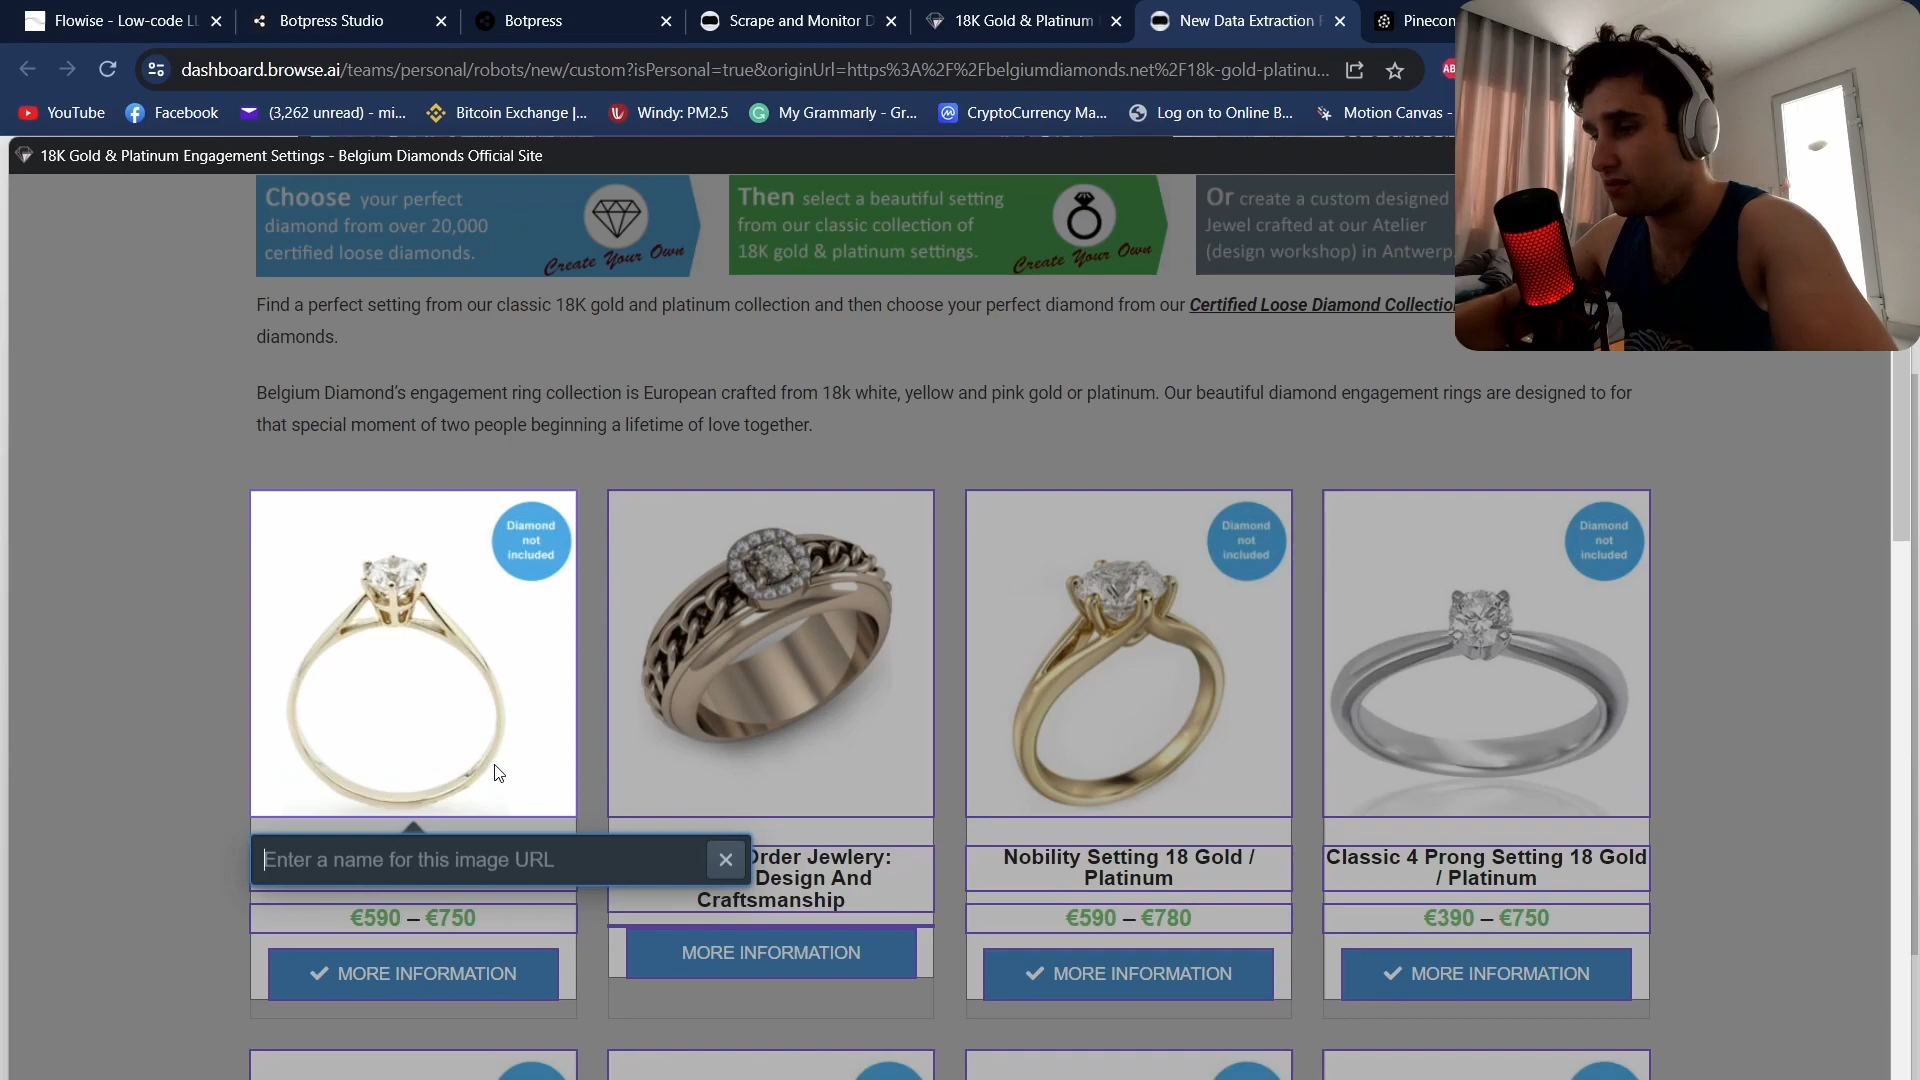 Flowise - Low-code LL
Botpress Studio
Botpress
Scrape and Monitor D
18K Gold & Platinum
New Data Extraction
Pinecon
dashboard.browse.ai/teams/personal/robots/new/custom?isPersonal=true&originUrl=https%3A%2F%2Fbelgiumdiamonds.net%2F18k-gold-platinu...
YouTube
Facebook
(3,262 unread) - mi...
Bitcoin Exchange |...
Windy: PM2.5
My Grammarly - Gr...
CryptoCurrency Ma...
Log on to Online B...
Motion Canvas -
18K Gold & Platinum Engagement Settings - Belgium Diamonds Official Site
Choose your perfect
diamond from over 20,000
certified loose diamonds.
Create Your Own
Then select a beautiful setting
from our classic collection of
18K gold & platinum settings.
Create Your Own
Or create a custom designed
Jewel crafted at our Atelier
(design workshop) in Antwerp.
Find a perfect setting from our classic 18K gold and platinum collection and then choose your perfect diamond from our Certified Loose Diamond Collection
diamonds.
Belgium Diamond's engagement ring collection is European crafted from 18k white, yellow and pink gold or platinum. Our beautiful diamond engagement rings are designed to for
that special moment of two people beginning a lifetime of love together.
Diamond
not
included
Diamond
not
included
Diamond
not
included
Enter a name for this image URL
€590 – €750
MORE INFORMATION
Order Jewlery:
Design And
Craftsmanship
MORE INFORMATION
Nobility Setting 18 Gold /
Platinum
€590 – €780
MORE INFORMATION
Classic 4 Prong Setting 18 Gold
/ Platinum
€390 – €750
MORE INFORMATION